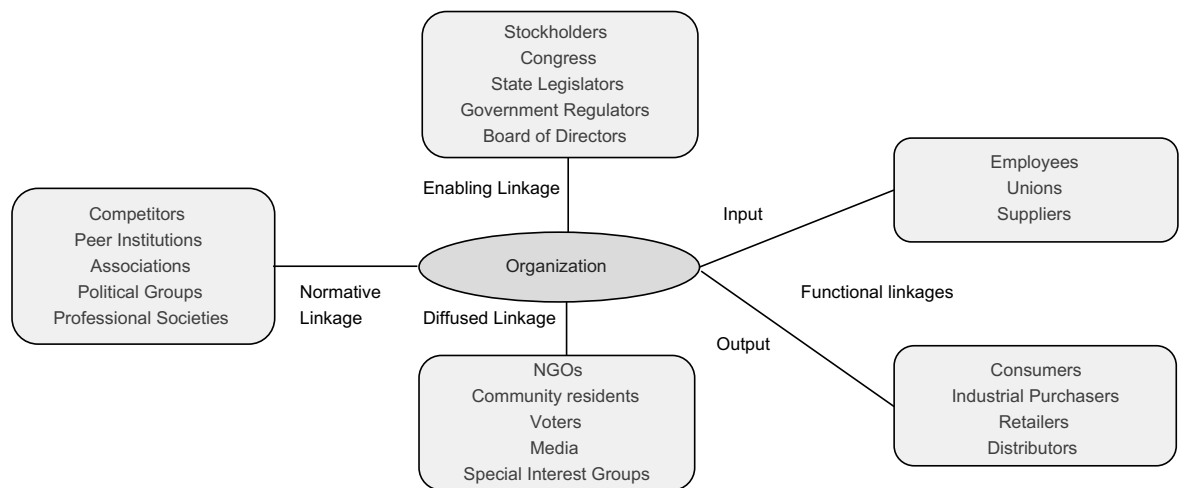 Stockholders
Congress
State Legislators
Government Regulators
Board of Directors
Enabling Linkage
Competitors
Peer Institutions
Associations
Political Groups
Professional Societies
Normative
Linkage
Organization
Diffused Linkage
NGOs
Community residents
Voters
Media
Special Interest Groups
Input
Employees
Unions
Suppliers
Functional linkages
Output
Consumers
Industrial Purchasers
Retailers
Distributors